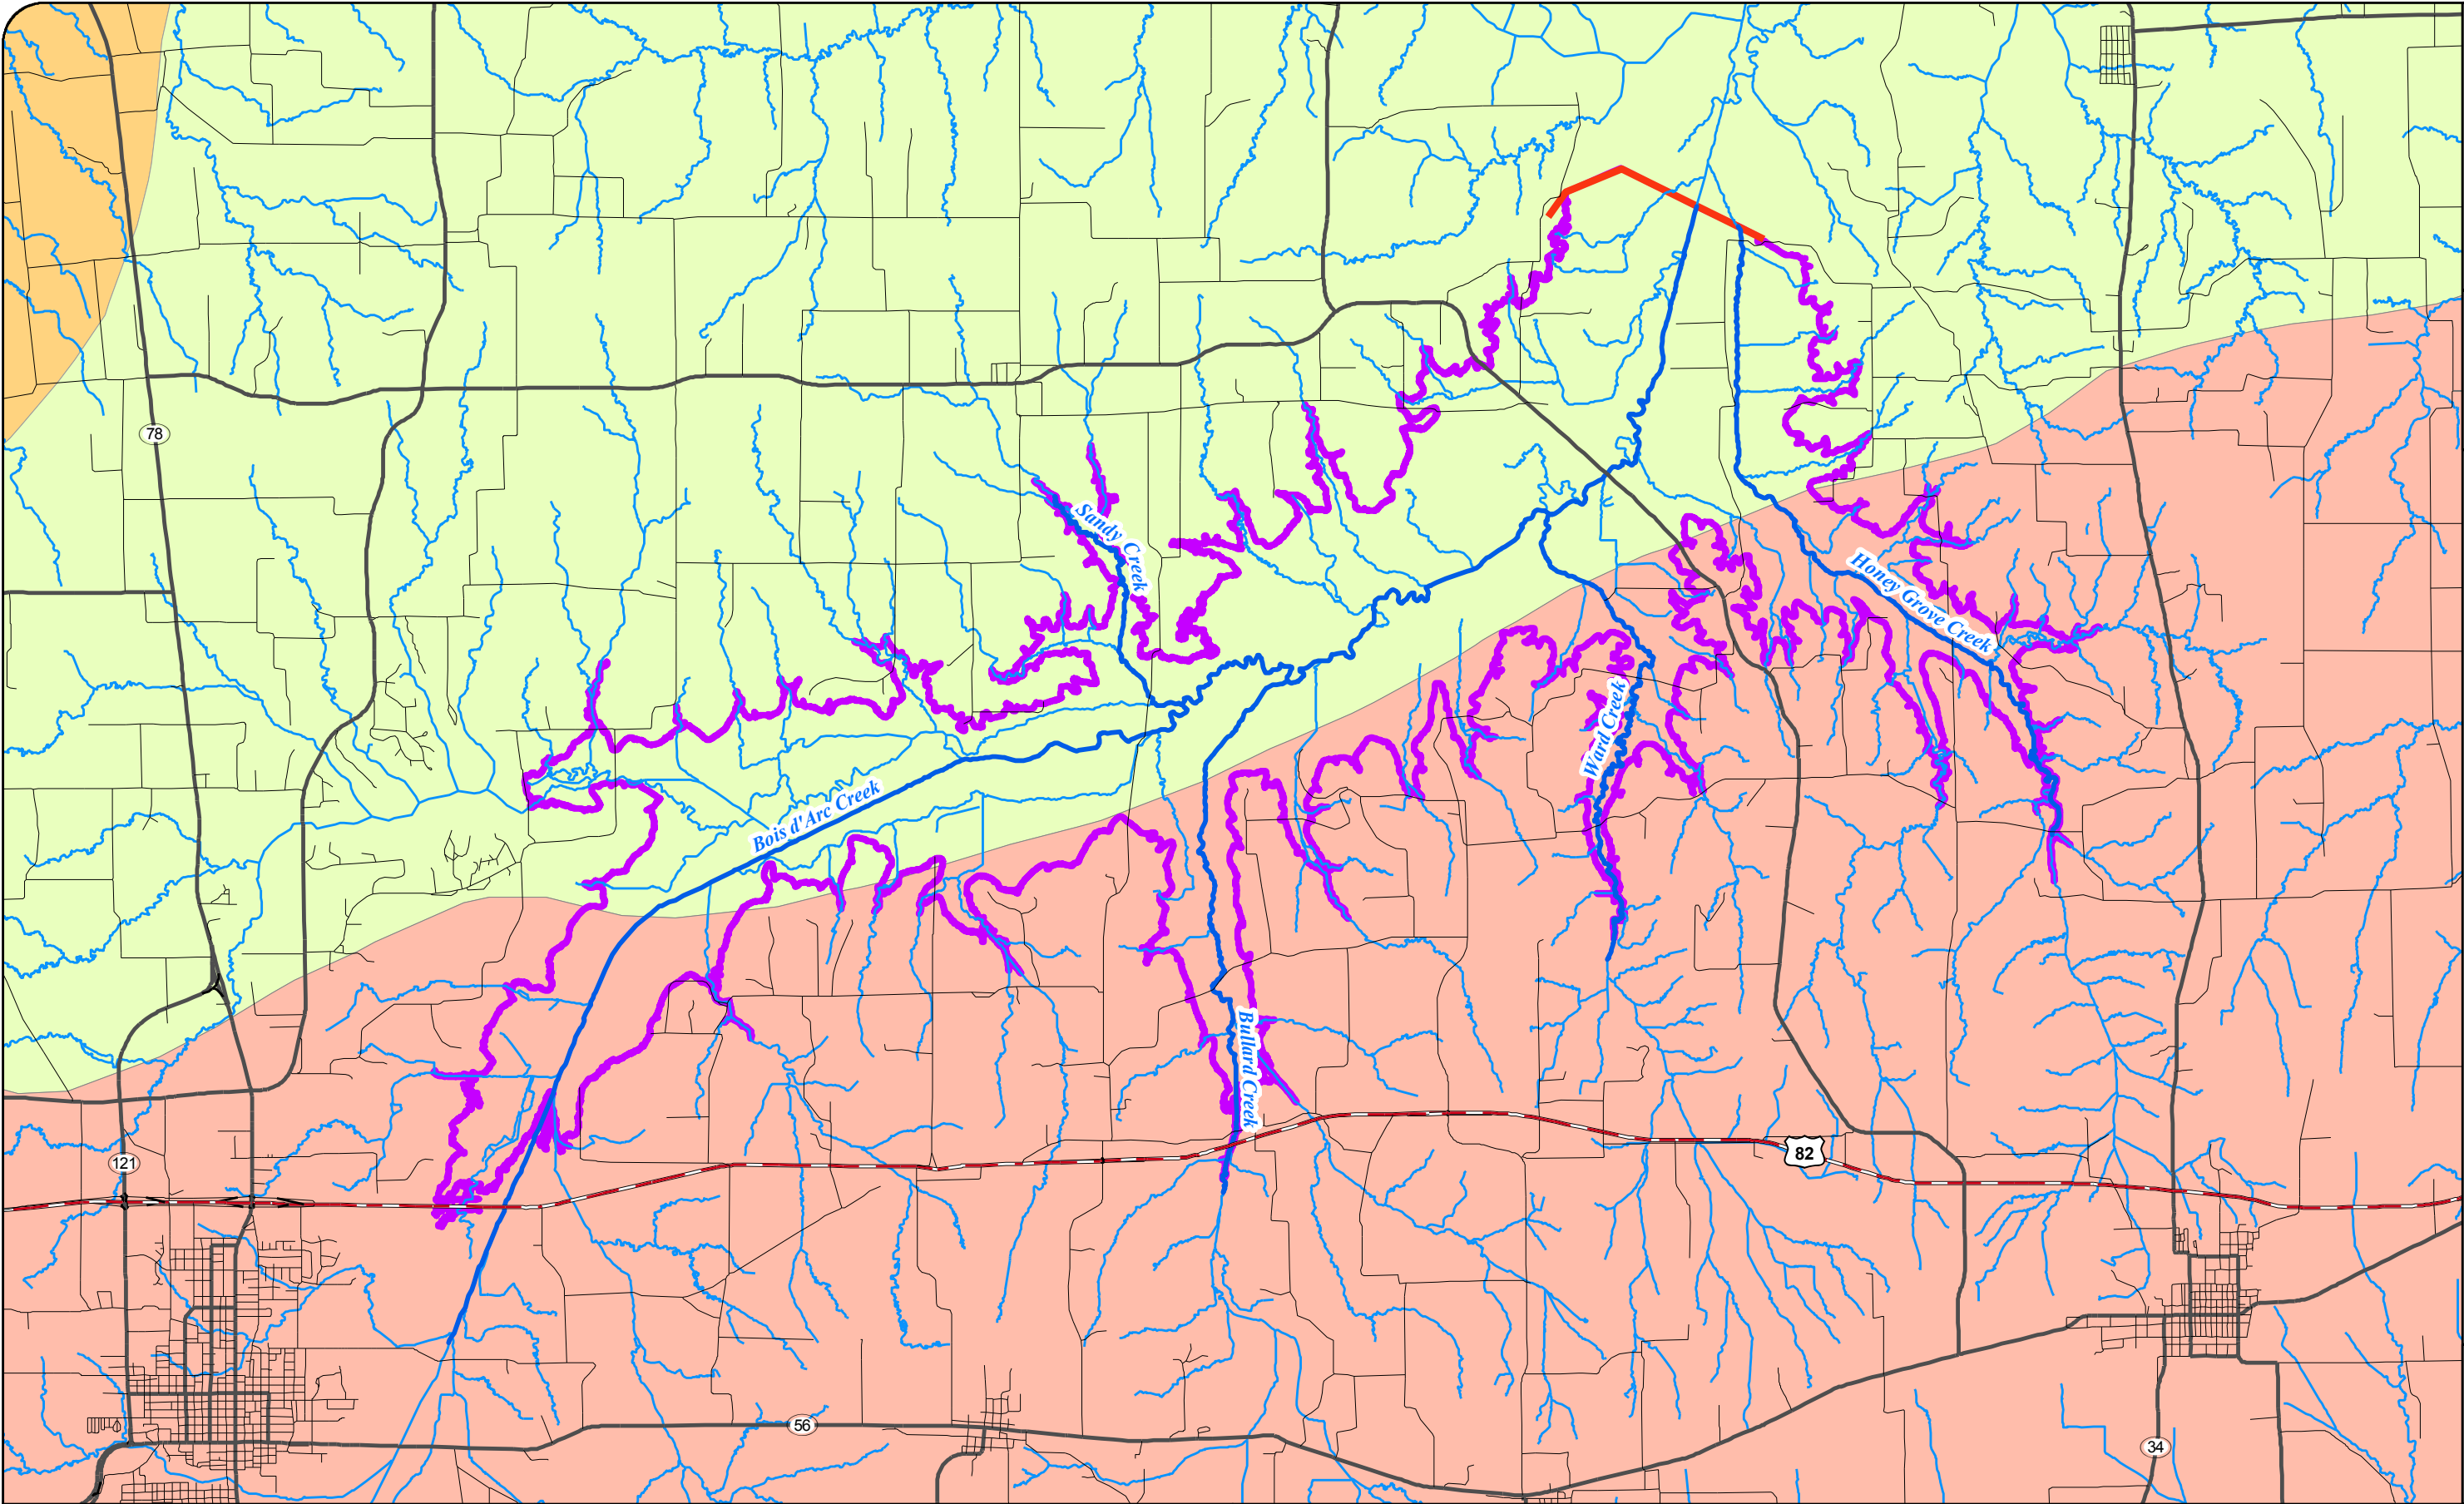 78
Sandy Creek
Honey Grove Creek
Ward Creek
Bois d'Arc Creek
Bullard Creek
82
121
56
34